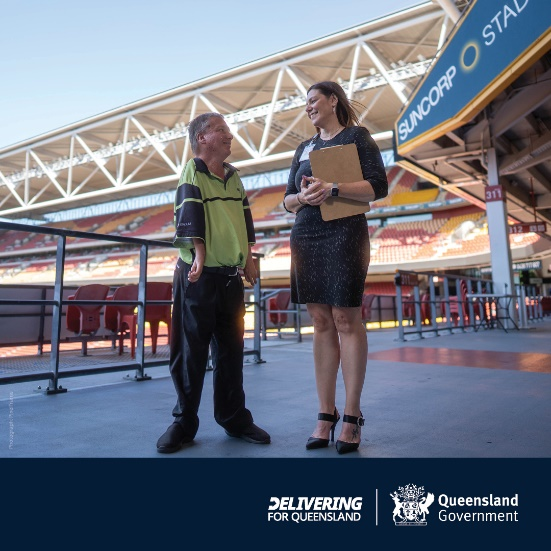 SUNCORP STAD
311
DELIVERING
FOR QUEENSLAND
Queensland
Government